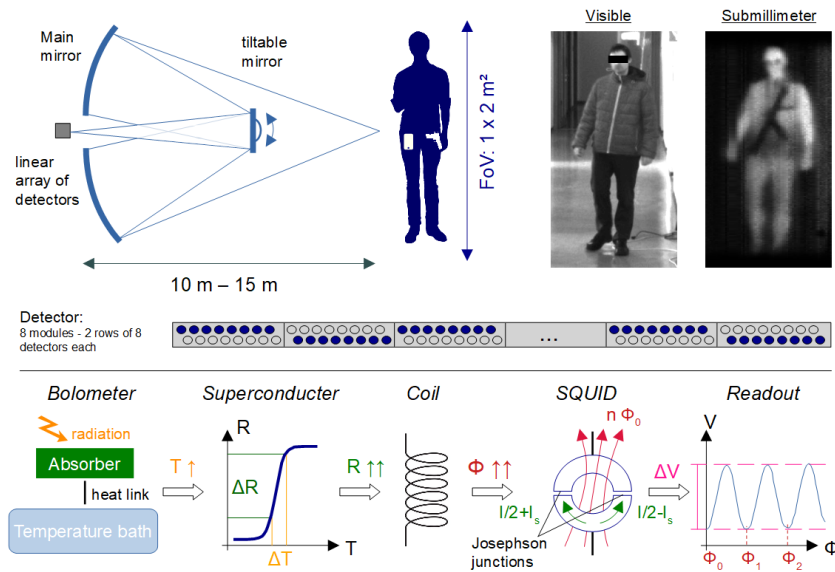 Main
mirror
tiltable
mirror
linear
array of
detectors
10 m – 15 m
FoV: 1 x 2 m²
Visible
Submillimeter
Detector:
8 modules - 2 rows of 8
detectors each
...
Bolometer
Superconducter
Coil
SQUID
Readout
radiation
Absorber
heat link
Temperature bath
T ↑
R
ΔR
ΔT
T
R ↑↑
Φ ↑↑
n Φ₀
I/2+Iₛ
I/2-Iₛ
Josephson
junctions
ΔV
V
Φ₀
Φ₁
Φ₂
Φ